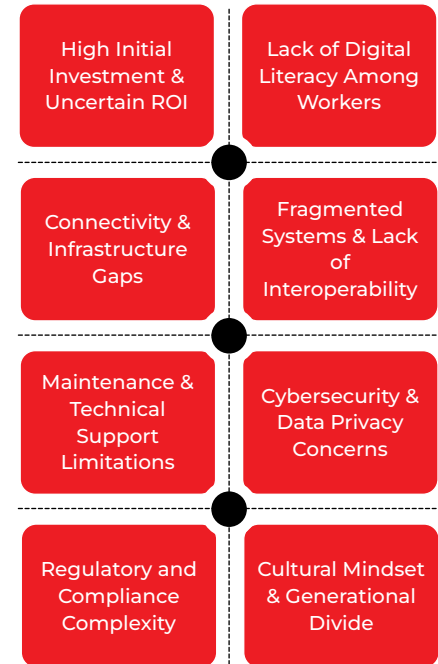 High Initial
Investment &
Uncertain ROI
Lack of Digital
Literacy Among
Workers
Connectivity &
Infrastructure
Gaps
Fragmented
Systems & Lack
of
Interoperability
Maintenance &
Technical
Support
Limitations
Cybersecurity &
Data Privacy
Concerns
Regulatory and
Compliance
Complexity
Cultural Mindset
& Generational
Divide